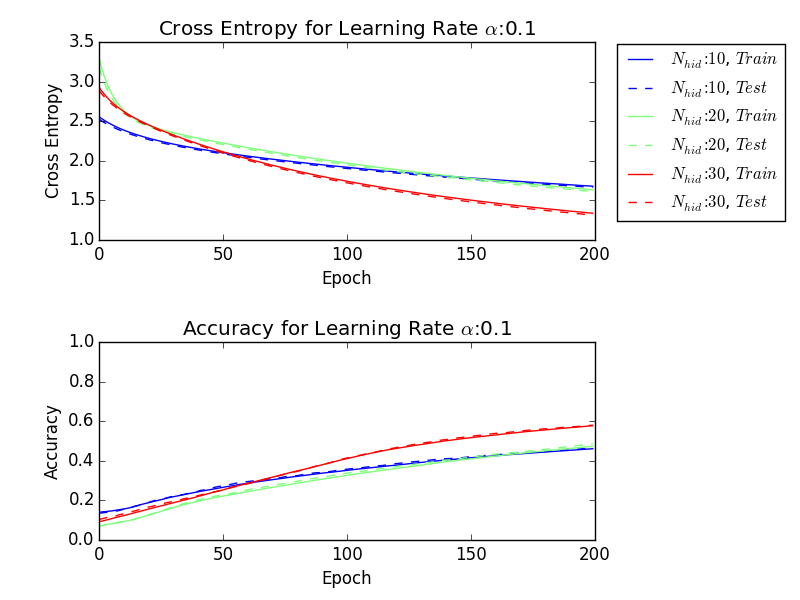 Cross Entropy for Learning Rate α:0.1
3.5
3.0
2.5
2.0
1.5
1.0
Cross Entropy
0 50 100 150 200
Epoch
N_hid:10, Train
N_hid:10, Test
N_hid:20, Train
N_hid:20, Test
N_hid:30, Train
N_hid:30, Test
Accuracy for Learning Rate α:0.1
1.0
0.8
0.6
0.4
0.2
0.0
Accuracy
0 50 100 150 200
Epoch